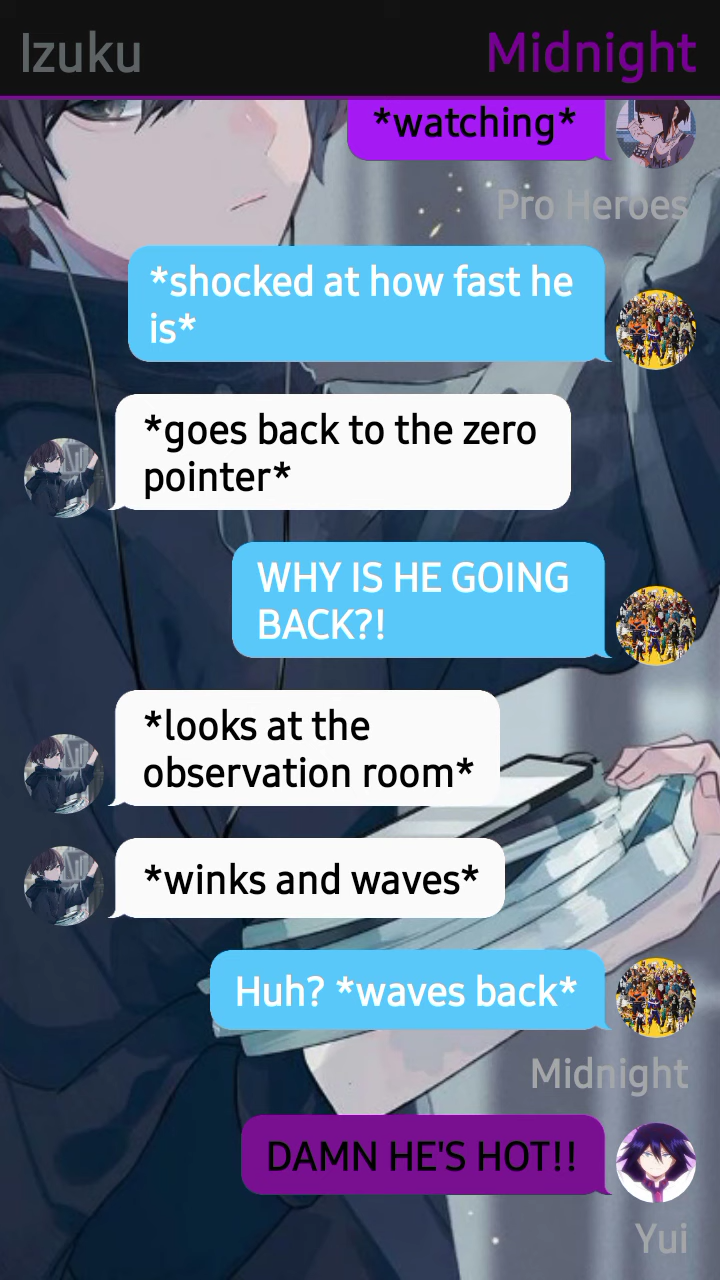 Izuku
Midnight
*watching*
Pro Heroes
*shocked at how fast he
is*
*goes back to the zero
pointer*
WHY IS HE GOING
BACK?!
*looks at the
observation room*
*winks and waves*
Huh? *waves back*
Midnight
DAMN HE'S HOT!!
Yui